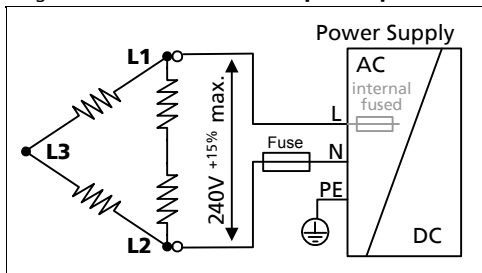 Power Supply
L1
AC
internal
fused
240V +15% max.
L
Fuse
N
L3
PE
L2
DC